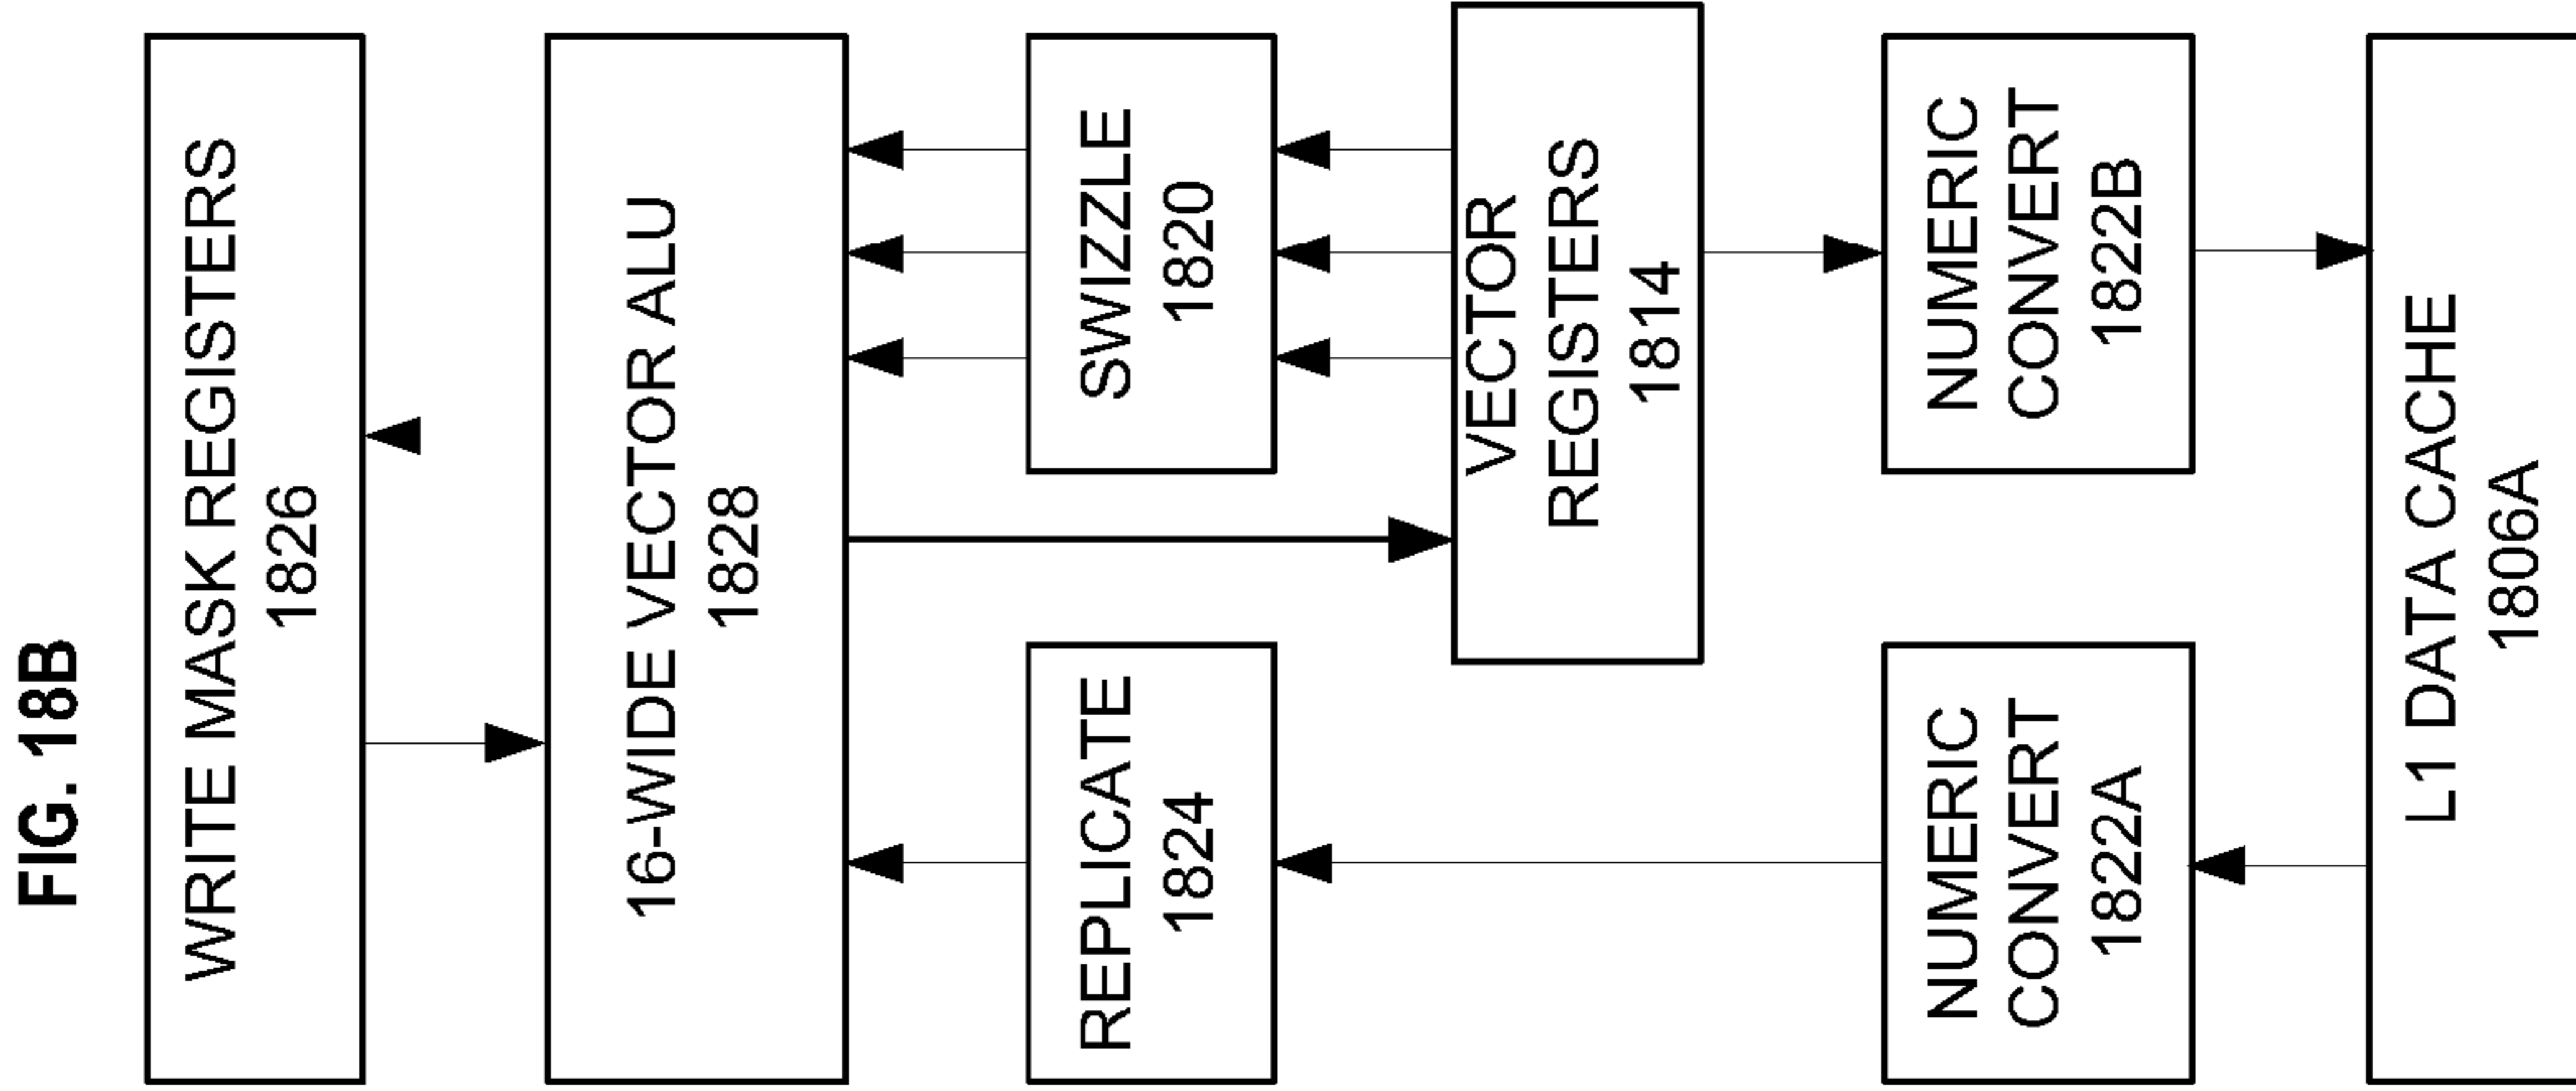 FIG. 18B
WRITE MASK REGISTERS
1826
16-WIDE VECTOR ALU
1828
REPLICATE
1824
SWIZZLE
1820
VECTOR
REGISTERS
1814
NUMERIC
CONVERT
1822A
NUMERIC
CONVERT
1822B
L1 DATA CACHE
1806A